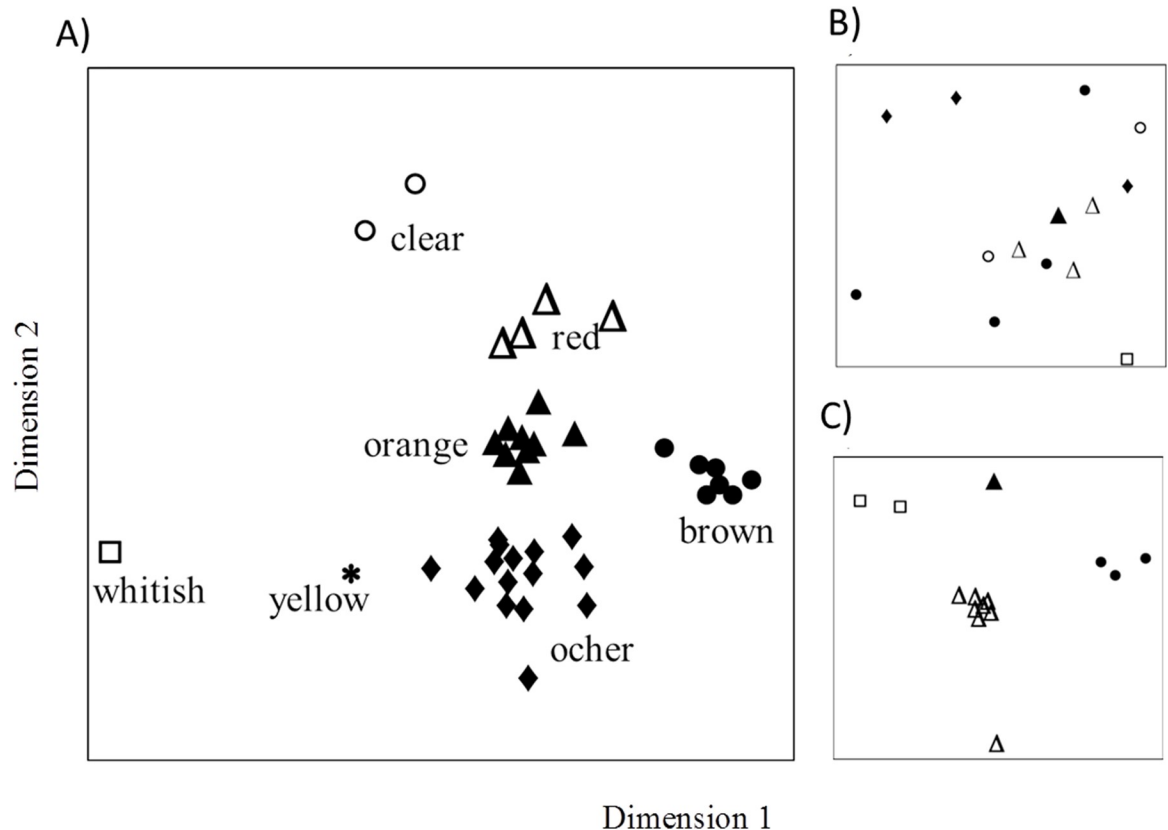 A)
B)
clear
red
orange
brown
whitish
yellow
ocher
C)
Dimension 2
Dimension 1